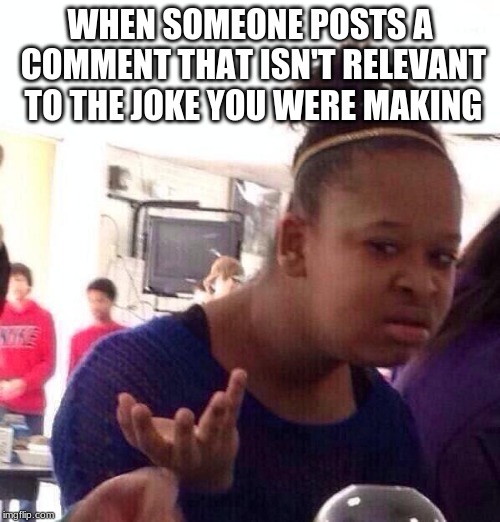 WHEN SOMEONE POSTS A
COMMENT THAT ISN'T RELEVANT
TO THE JOKE YOU WERE MAKING
NIKE
imgflip.com